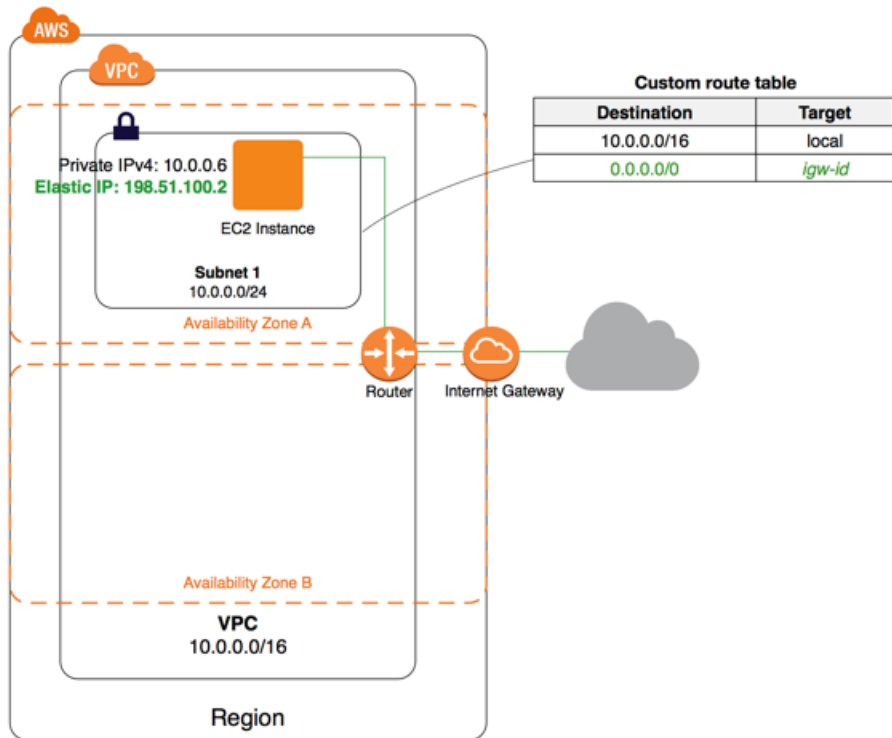 AWS
VPC
Custom route table
Destination Target
10.0.0.0/16 local
0.0.0.0/0 igw-id
Private IPv4: 10.0.0.6
Elastic IP: 198.51.100.2
EC2 Instance
Subnet 1
10.0.0.0/24
Availability Zone A
Router
Internet Gateway
Availability Zone B
VPC
10.0.0.0/16
Region